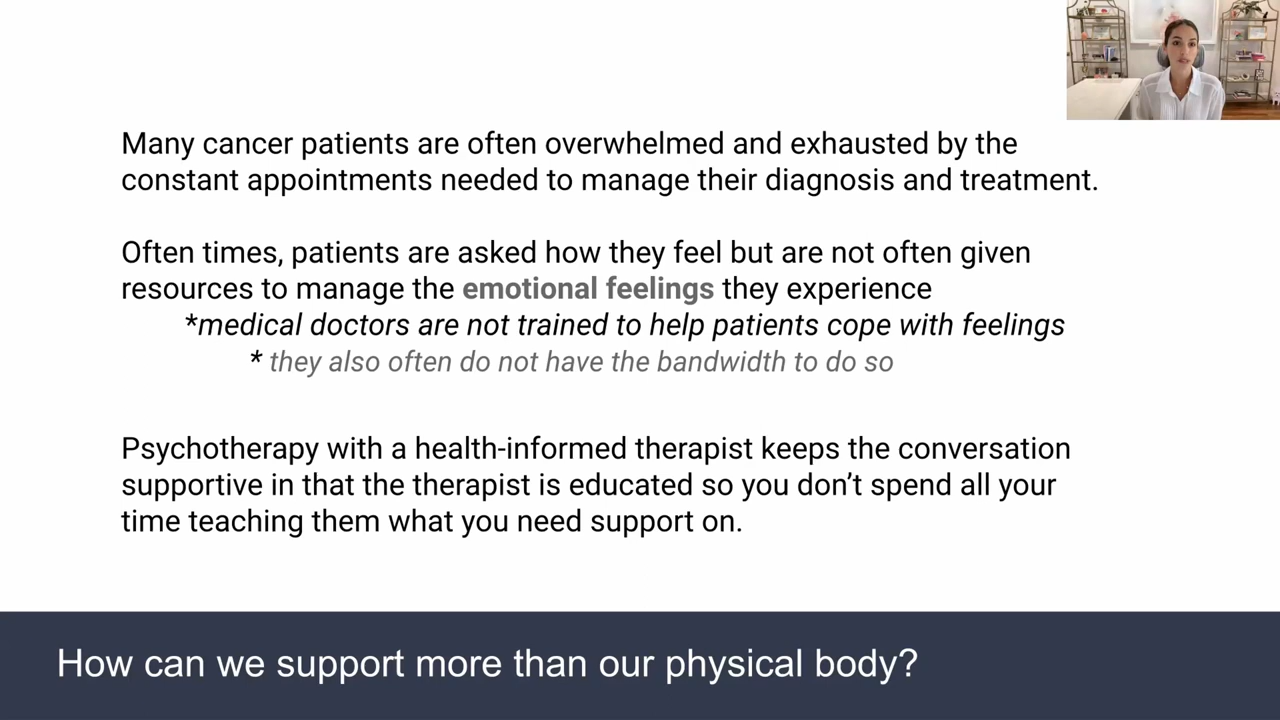 Many cancer patients are often overwhelmed and exhausted by the
constant appointments needed to manage their diagnosis and treatment.
Often times, patients are asked how they feel but are not often given
resources to manage the emotional feelings they experience
*medical doctors are not trained to help patients cope with feelings
* they also often do not have the bandwidth to do so
Psychotherapy with a health-informed therapist keeps the conversation
supportive in that the therapist is educated so you don’t spend all your
time teaching them what you need support on.
How can we support more than our physical body?